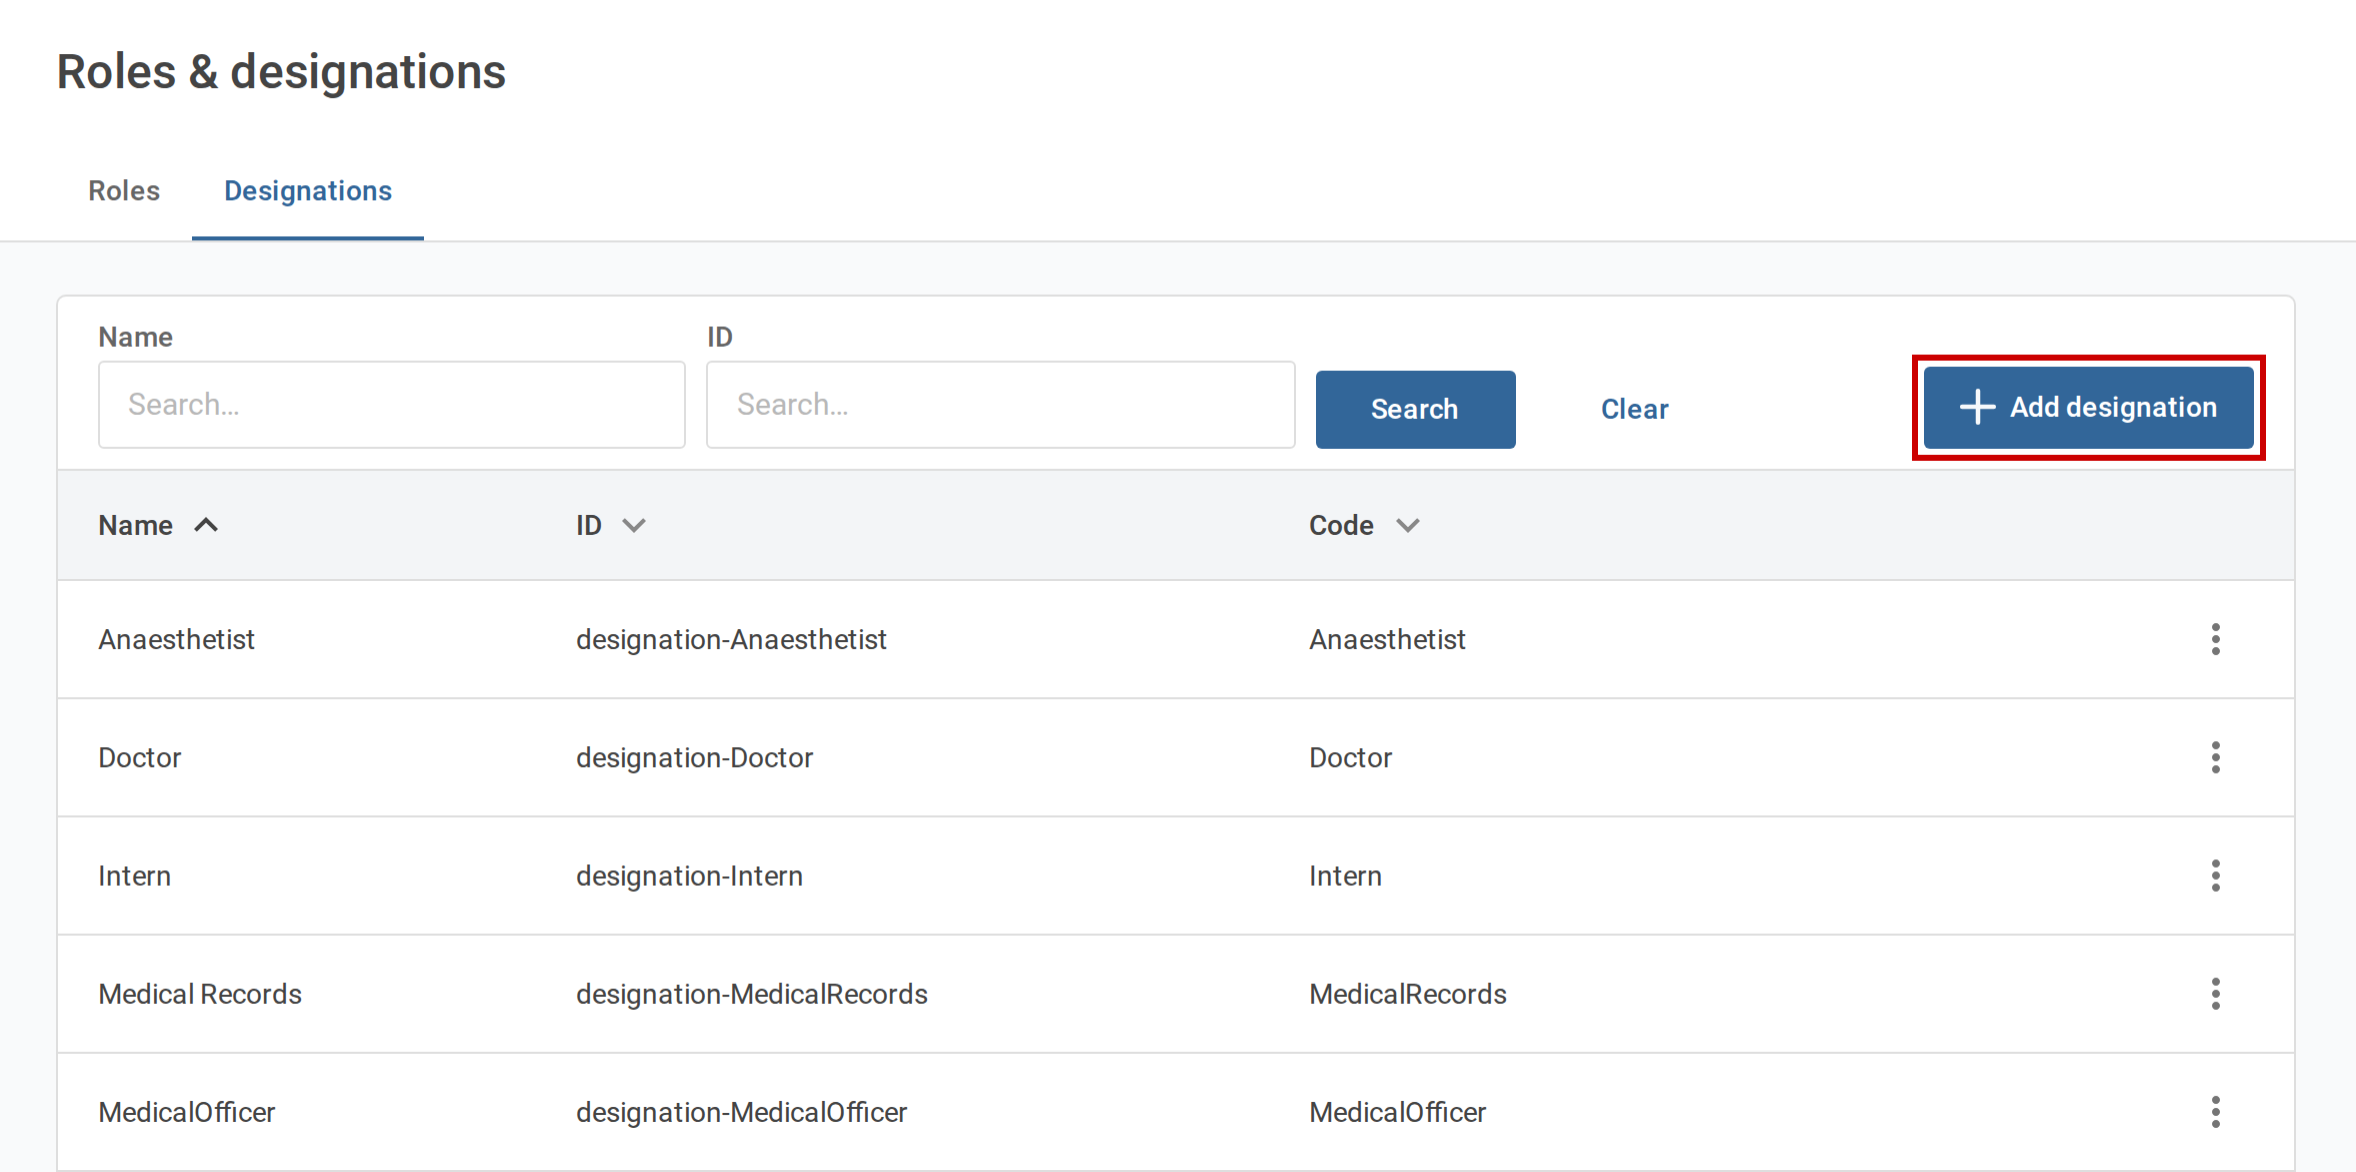 Roles & designations
Roles Designations
Name ID
Search... Search... Search Clear Add designation
Name ID Code
Anaesthetist designation-Anaesthetist Anaesthetist
Doctor designation-Doctor Doctor
Intern designation-Intern Intern
Medical Records designation-MedicalRecords MedicalRecords
MedicalOfficer designation-MedicalOfficer MedicalOfficer